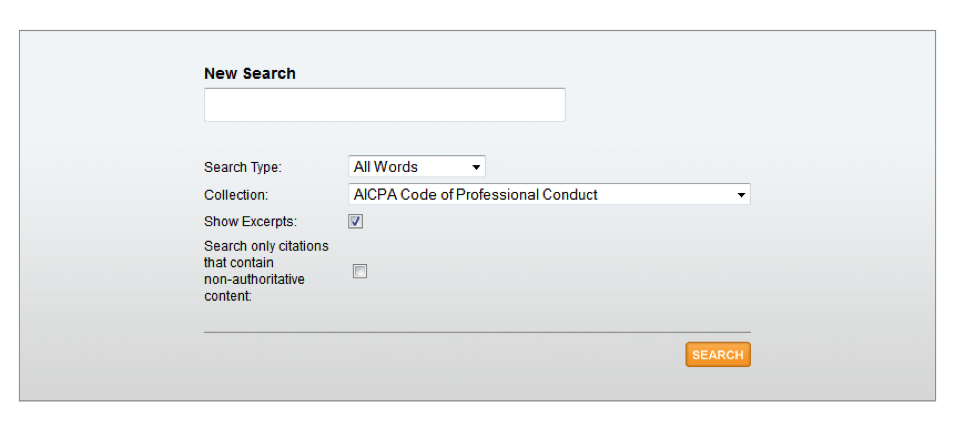 New Search
Search Type: All Words
Collection: AICPA Code of Professional Conduct
Show Excerpts:
Search only citations
that contain
non-authoritative
content:
SEARCH